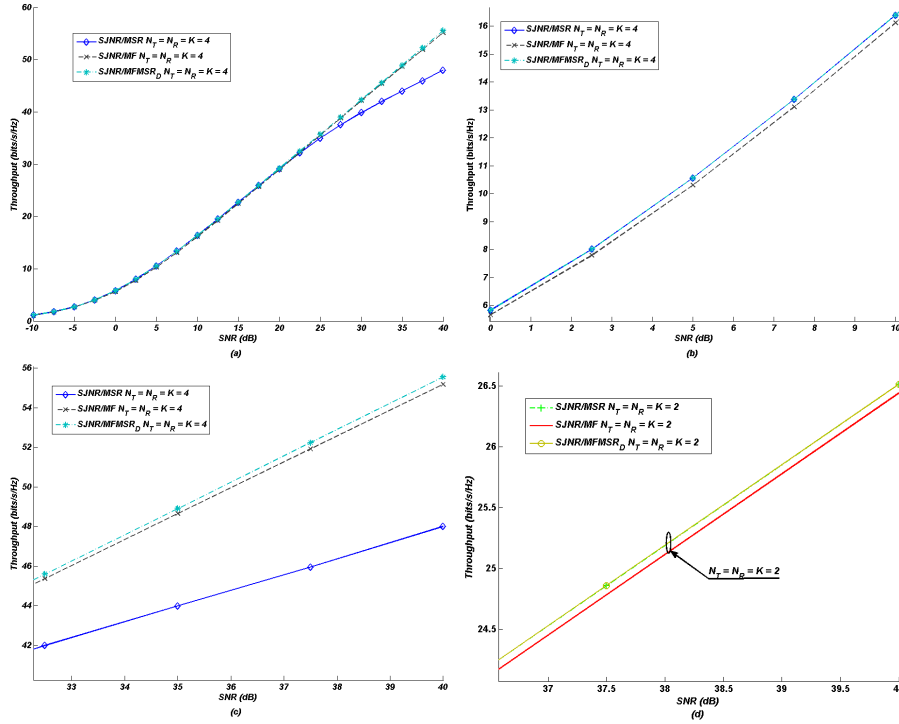 60
50
40
30
20
10
0
Throughput (bits/s/Hz)
SJNR/MSR N_T = N_R = K = 4
SJNR/MF N_T = N_R = K = 4
SJNR/MFMSR_D N_T = N_R = K = 4
-10 -5 0 5 10 15 20 25 30 35 40
SNR (dB)
(a)
16
15
14
13
12
11
10
9
8
7
6
Throughput (bits/s/Hz)
SJNR/MSR N_T = N_R = K = 4
SJNR/MF N_T = N_R = K = 4
SJNR/MFMSR_D N_T = N_R = K = 4
0 1 2 3 4 5 6 7 8 9 10
SNR (dB)
(b)
56
54
52
50
48
46
44
42
Throughput (bits/s/Hz)
SJNR/MSR N_T = N_R = K = 4
SJNR/MF N_T = N_R = K = 4
SJNR/MFMSR_D N_T = N_R = K = 4
33 34 35 36 37 38 39 40
SNR (dB)
(c)
26.5
26
25.5
25
24.5
Throughput (bits/s/Hz)
SJNR/MSR N_T = N_R = K = 2
SJNR/MF N_T = N_R = K = 2
SJNR/MFMSR_D N_T = N_R = K = 2
N_T = N_R = K = 2
37 37.5 38 38.5 39 39.5
SNR (dB)
(d)